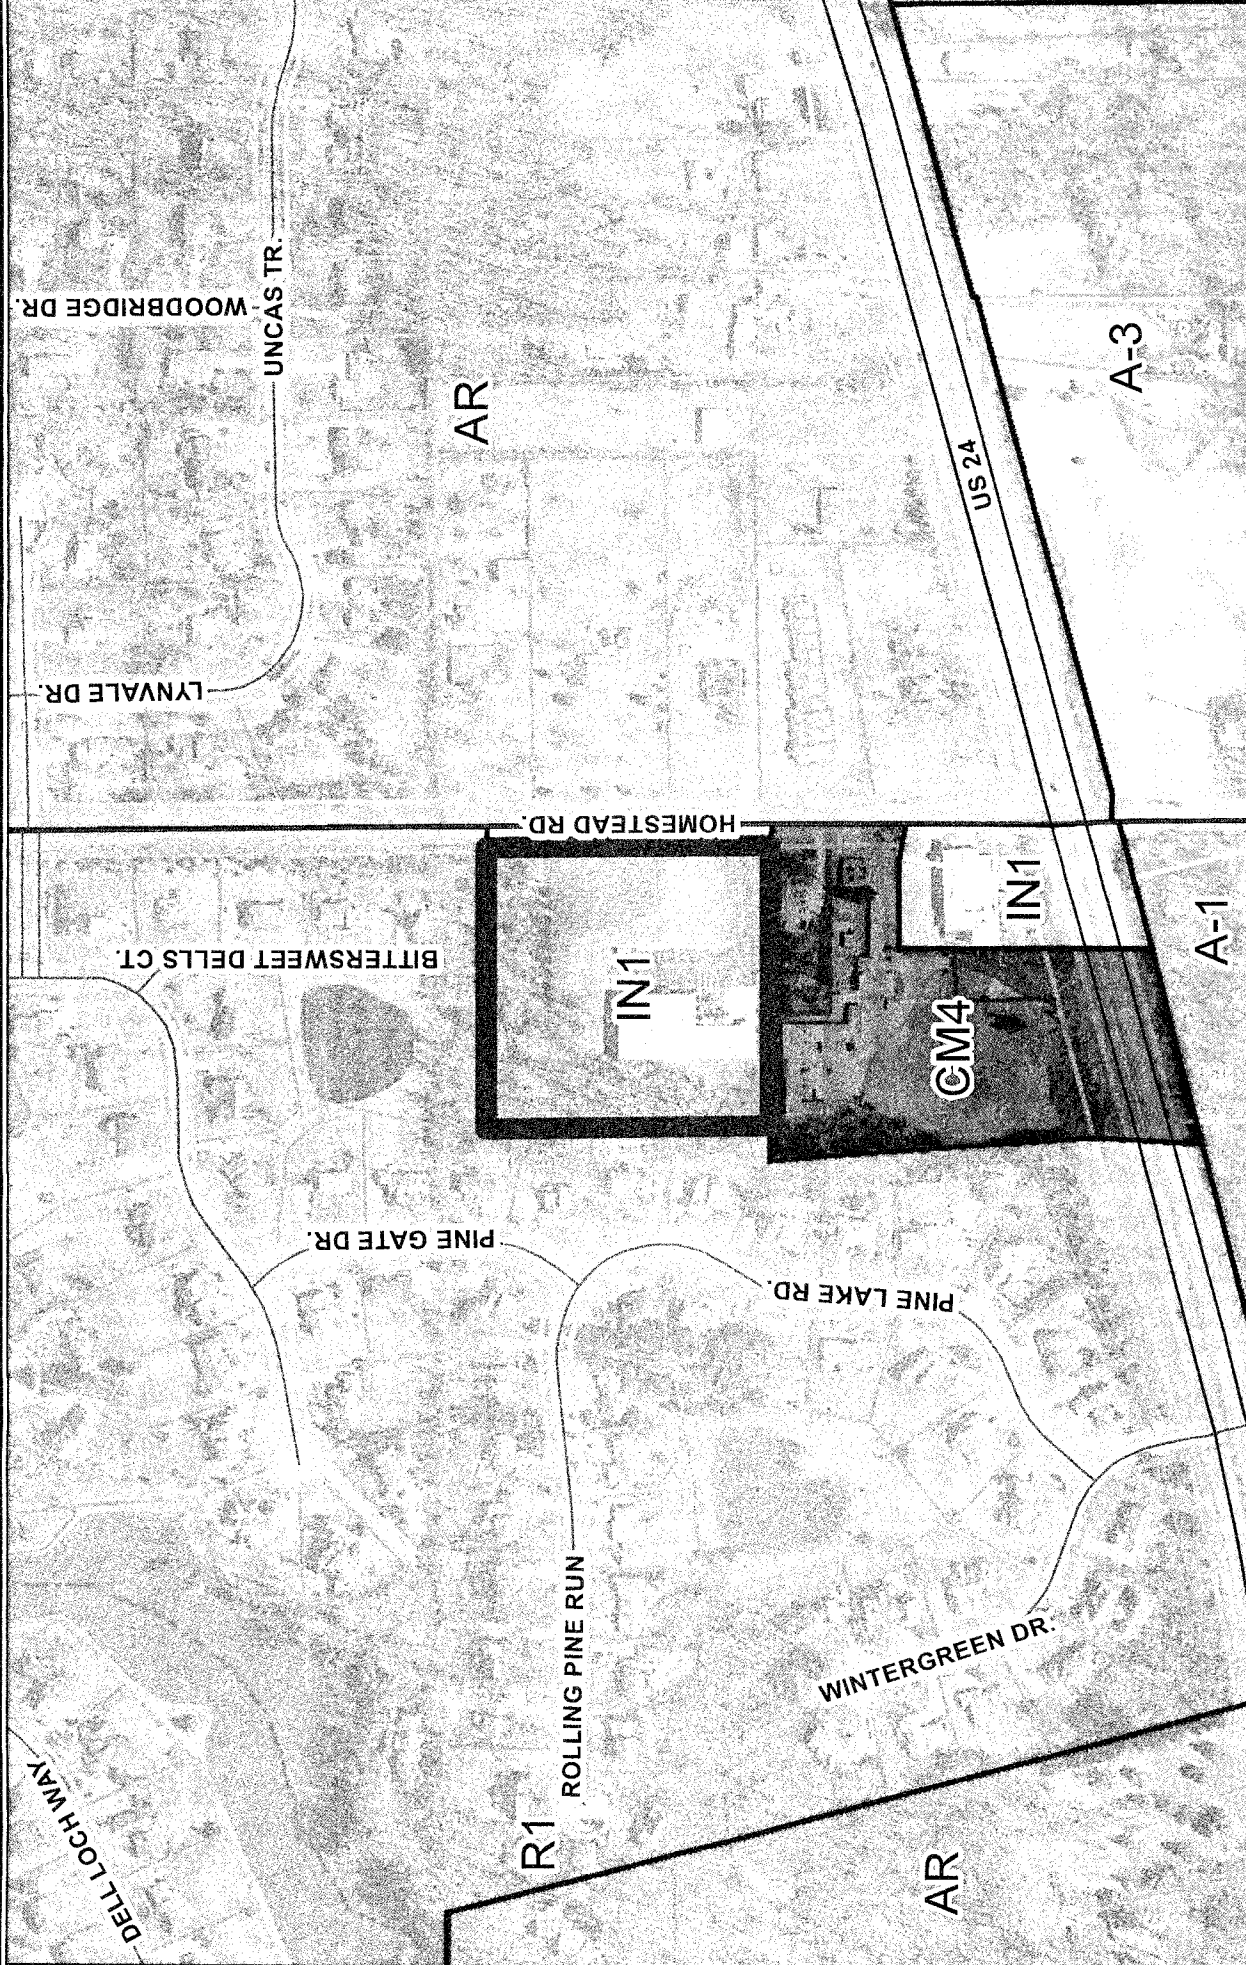 WOODBRIDGE DR.
UNCAS TR.
AR
A-3
US 24
LYNVALE DR.
HOMESTEAD RD.
IN1
BITTERSWEET DELLS CT.
IN1
A-1
CM4
PINE GATE DR.
PINE LAKE RD.
ROLLING PINE RUN
WINTERGREEN DR.
DELL LOCH WAY
R1
AR